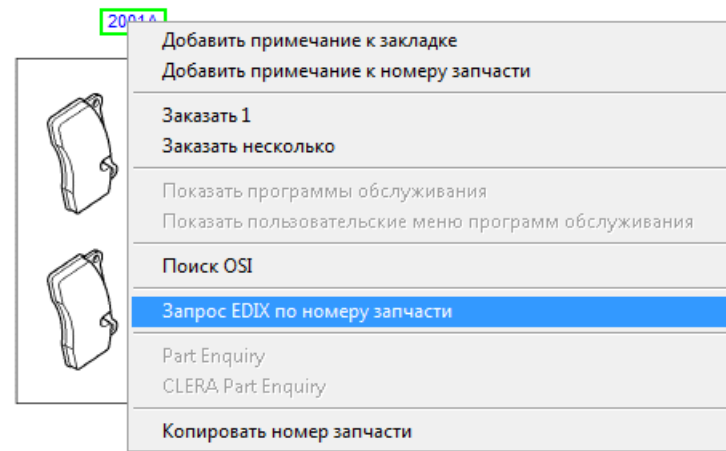 2001A
Добавить примечание к закладке
Добавить примечание к номеру запчасти
Заказать 1
Заказать несколько
Показать программы обслуживания
Показать пользовательские меню программ обслуживания
Поиск OSI
Запрос EDIX по номеру запчасти
Part Enquiry
CLERA Part Enquiry
Копировать номер запчасти